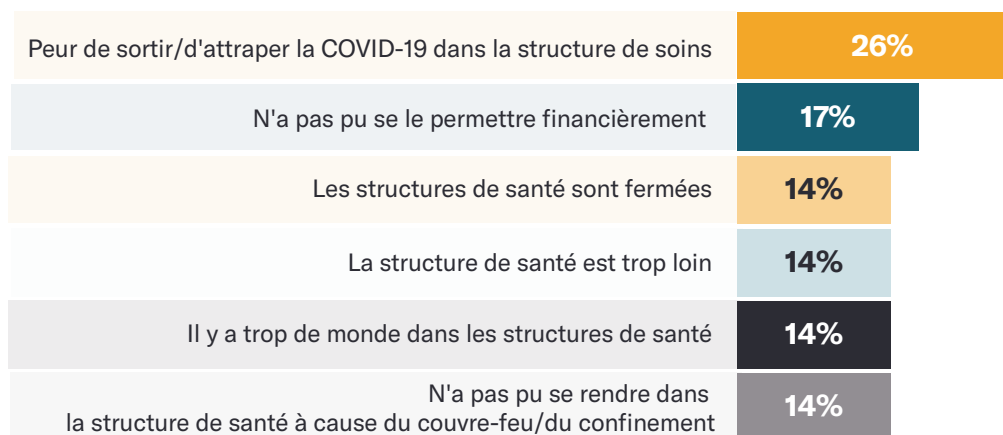 Peur de sortir/d'attraper la COVID-19 dans la structure de soins 26%
N'a pas pu se le permettre financièrement 17%
Les structures de santé sont fermées 14%
La structure de santé est trop loin 14%
Il y a trop de monde dans les structures de santé 14%
N'a pas pu se rendre dans
la structure de santé à cause du couvre-feu/du confinement 14%